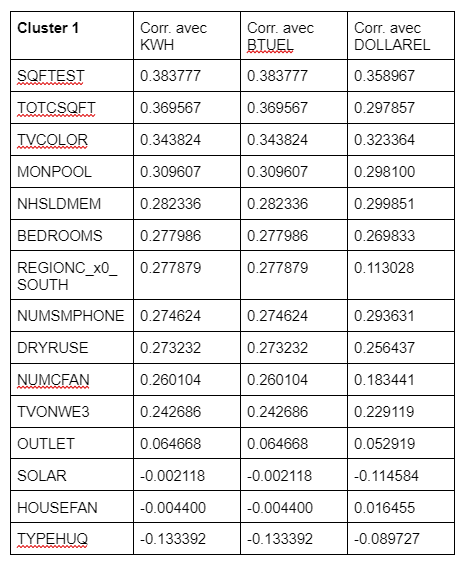 Cluster 1 Corr. avec KWH Corr. avec BTUEL Corr. avec DOLLAREL
SQFTEST 0.383777 0.383777 0.358967
TOTCSQFT 0.369567 0.369567 0.297857
TVCOLOR 0.343824 0.343824 0.323364
MONPOOL 0.309607 0.309607 0.298100
NHSLDMEM 0.282336 0.282336 0.299851
BEDROOMS 0.277986 0.277986 0.269833
REGIONC_x0_SOUTH 0.277879 0.277879 0.113028
NUMSMPHONE 0.274624 0.274624 0.293631
DRYRUSE 0.273232 0.273232 0.256437
NUMCFAN 0.260104 0.260104 0.183441
TVONWE3 0.242686 0.242686 0.229119
OUTLET 0.064668 0.064668 0.052919
SOLAR -0.002118 -0.002118 -0.114584
HOUSEFAN -0.004400 -0.004400 0.016455
TYPEHUQ -0.133392 -0.133392 -0.089727